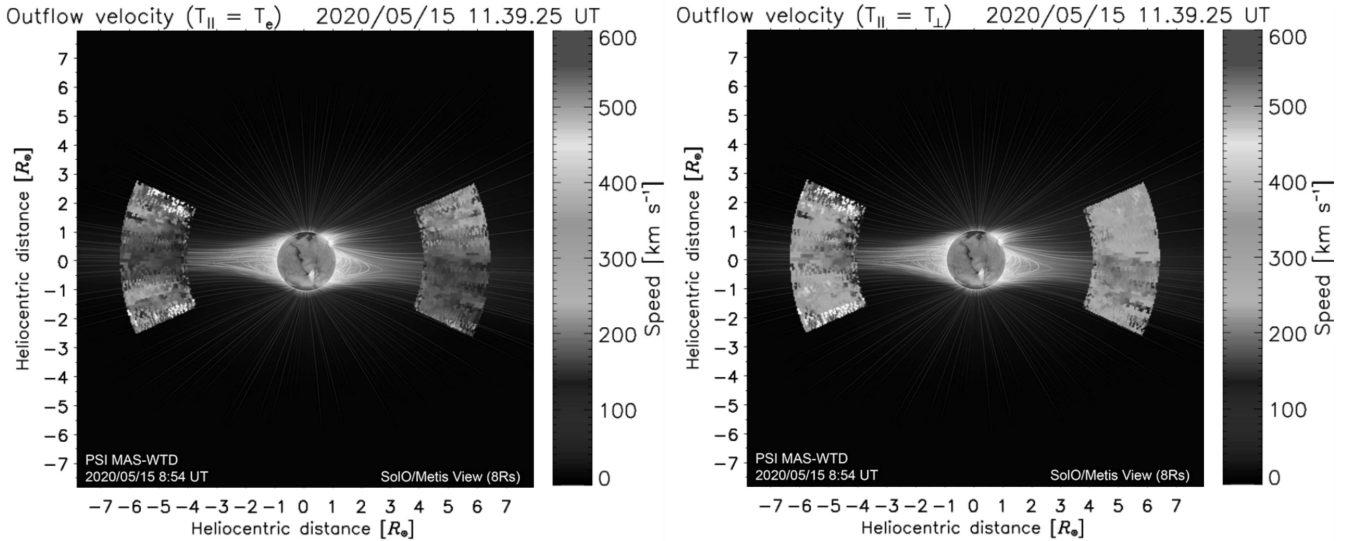 Outflow velocity (T|| = Te) 2020/05/15 11.39.25 UT
7
6
5
4
3
2
1
0
−1
−2
−3
−4
−5
−6
−7
Heliocentric distance [R⊙]
PSI MAS-WTD
2020/05/15 8:54 UT
SolO/Metis View (8Rs)
−7 −6 −5 −4 −3 −2 −1 0 1 2 3 4 5 6 7
Heliocentric distance [R⊙]
600
500
400
300
200
100
0
Speed [km s⁻¹]
Outflow velocity (T|| = T⊥) 2020/05/15 11.39.25 UT
7
6
5
4
3
2
1
0
−1
−2
−3
−4
−5
−6
−7
Heliocentric distance [R⊙]
PSI MAS-WTD
2020/05/15 8:54 UT
SolO/Metis View (8Rs)
−7 −6 −5 −4 −3 −2 −1 0 1 2 3 4 5 6 7
Heliocentric distance [R⊙]
600
500
400
300
200
100
0
Speed [km s⁻¹]